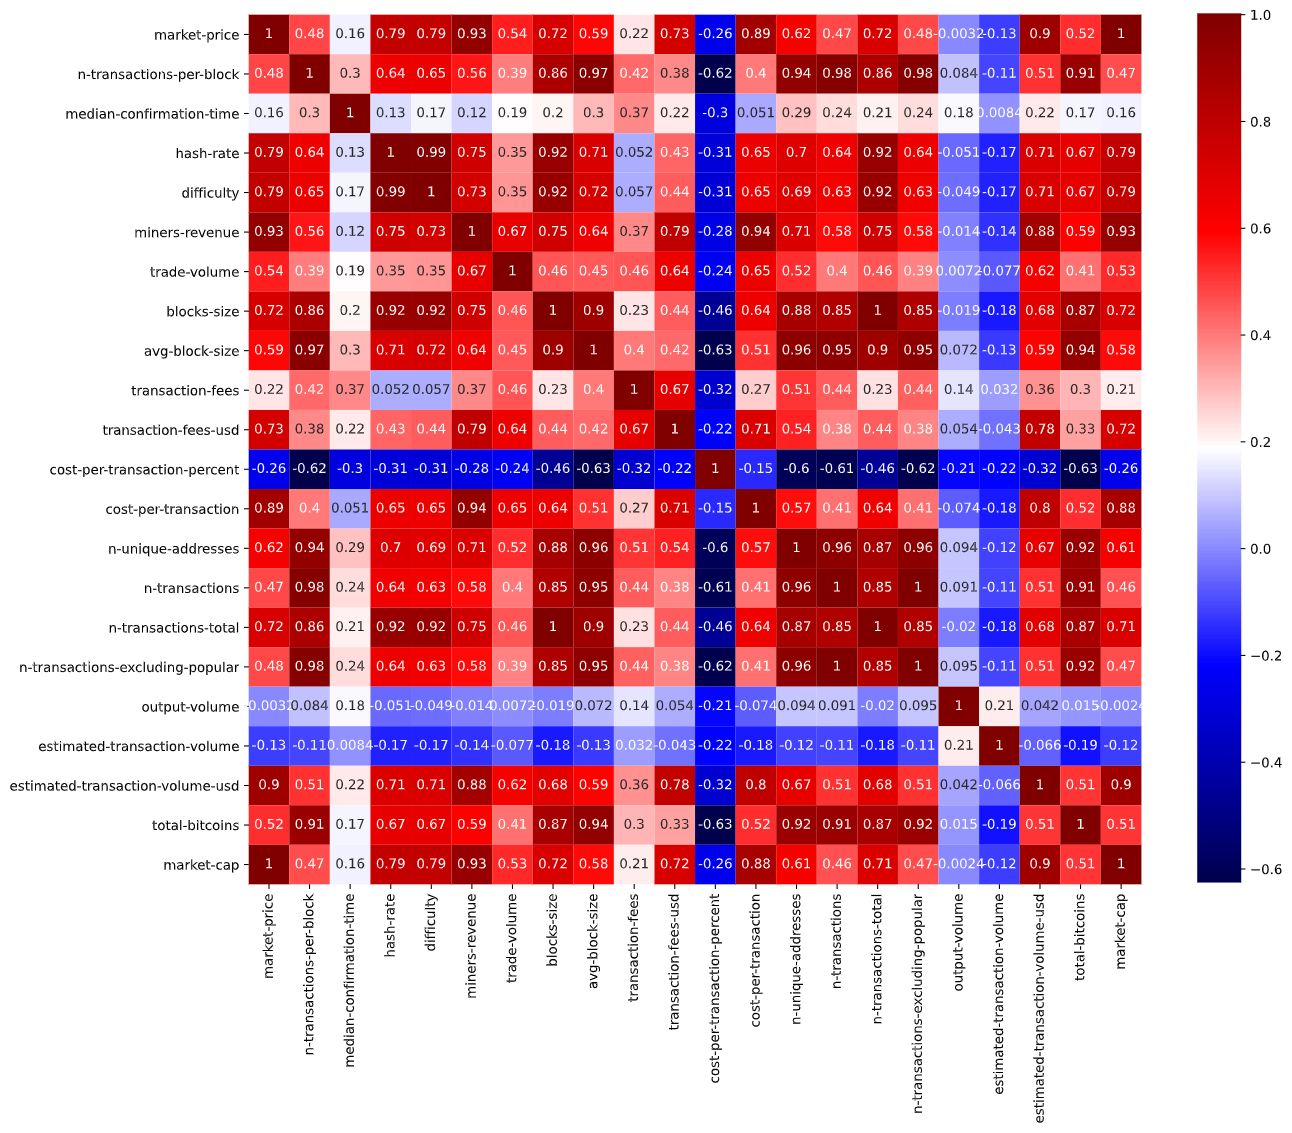 market-price 1 0.48 0.16 0.79 0.79 0.93 0.54 0.72 0.59 0.22 0.73 -0.26 0.89 0.62 0.47 0.72 0.48 -0.0032 -0.13 0.9 0.52 1
n-transactions-per-block 0.48 1 0.3 0.64 0.65 0.56 0.39 0.86 0.97 0.42 0.38 -0.62 0.4 0.94 0.98 0.86 0.98 0.084 -0.11 0.51 0.91 0.47
median-confirmation-time 0.16 0.3 1 0.13 0.17 0.12 0.19 0.2 0.3 0.37 0.22 -0.3 0.051 0.29 0.24 0.21 0.24 0.18 0.0084 0.22 0.17 0.16
hash-rate 0.79 0.64 0.13 1 0.99 0.75 0.35 0.92 0.71 0.052 0.43 -0.31 0.65 0.7 0.64 0.92 0.64 -0.051 -0.17 0.71 0.67 0.79
difficulty 0.79 0.65 0.17 0.99 1 0.73 0.35 0.92 0.72 0.057 0.44 -0.31 0.65 0.69 0.63 0.92 0.63 -0.049 -0.17 0.71 0.67 0.79
miners-revenue 0.93 0.56 0.12 0.75 0.73 1 0.67 0.75 0.64 0.37 0.79 -0.28 0.94 0.71 0.58 0.75 0.58 -0.014 -0.14 0.88 0.59 0.93
trade-volume 0.54 0.39 0.19 0.35 0.35 0.67 1 0.46 0.45 0.46 0.64 -0.24 0.65 0.52 0.4 0.46 0.39 0.0072 -0.077 0.62 0.41 0.53
blocks-size 0.72 0.86 0.2 0.92 0.92 0.75 0.46 1 0.9 0.23 0.44 -0.46 0.64 0.88 0.85 1 0.85 -0.019 -0.18 0.68 0.87 0.72
avg-block-size 0.59 0.97 0.3 0.71 0.72 0.64 0.45 0.9 1 0.4 0.42 -0.63 0.51 0.96 0.95 0.9 0.95 0.072 -0.13 0.59 0.94 0.58
transaction-fees 0.22 0.42 0.37 0.052 0.057 0.37 0.46 0.23 0.4 1 0.67 -0.32 0.27 0.51 0.44 0.23 0.44 0.14 0.032 0.36 0.3 0.21
transaction-fees-usd 0.73 0.38 0.22 0.43 0.44 0.79 0.64 0.44 0.42 0.67 1 -0.22 0.71 0.54 0.38 0.44 0.38 0.054 -0.043 0.78 0.33 0.72
cost-per-transaction-percent -0.26 -0.62 -0.3 -0.31 -0.31 -0.28 -0.24 -0.46 -0.63 -0.32 -0.22 1 -0.15 -0.6 -0.61 -0.46 -0.62 -0.21 -0.22 -0.32 -0.63 -0.26
cost-per-transaction 0.89 0.4 0.051 0.65 0.65 0.94 0.65 0.64 0.51 0.27 0.71 -0.15 1 0.57 0.41 0.64 0.41 -0.074 -0.18 0.8 0.52 0.88
n-unique-addresses 0.62 0.94 0.29 0.7 0.69 0.71 0.52 0.88 0.96 0.51 0.54 -0.6 0.57 1 0.96 0.87 0.96 0.094 -0.12 0.67 0.92 0.61
n-transactions 0.47 0.98 0.24 0.64 0.63 0.58 0.4 0.85 0.95 0.44 0.38 -0.61 0.41 0.96 1 0.85 1 0.091 -0.11 0.51 0.91 0.46
n-transactions-total 0.72 0.86 0.21 0.92 0.92 0.75 0.46 1 0.9 0.23 0.44 -0.46 0.64 0.87 0.85 1 0.85 -0.02 -0.18 0.68 0.87 0.71
n-transactions-excluding-popular 0.48 0.98 0.24 0.64 0.63 0.58 0.39 0.85 0.95 0.44 0.38 -0.62 0.41 0.96 1 0.85 1 0.095 -0.11 0.51 0.92 0.47
output-volume -0.0032 0.084 0.18 -0.051 -0.049 -0.014 0.0072 -0.019 0.072 0.14 0.054 -0.21 -0.074 0.094 0.091 -0.02 0.095 1 0.21 0.042 0.015 -0.0024
estimated-transaction-volume -0.13 -0.11 0.0084 -0.17 -0.17 -0.14 -0.077 -0.18 -0.13 0.032 -0.043 -0.22 -0.18 -0.12 -0.11 -0.18 -0.11 0.21 1 -0.066 -0.19 -0.12
estimated-transaction-volume-usd 0.9 0.51 0.22 0.71 0.71 0.88 0.62 0.68 0.59 0.36 0.78 -0.32 0.8 0.67 0.51 0.68 0.51 0.042 -0.066 1 0.51 0.9
total-bitcoins 0.52 0.91 0.17 0.67 0.67 0.59 0.41 0.87 0.94 0.3 0.33 -0.63 0.52 0.92 0.91 0.87 0.92 0.015 -0.19 0.51 1 0.51
market-cap 1 0.47 0.16 0.79 0.79 0.93 0.53 0.72 0.58 0.21 0.72 -0.26 0.88 0.61 0.46 0.71 0.47 -0.0024 -0.12 0.9 0.51 1
market-price
n-transactions-per-block
median-confirmation-time
hash-rate
difficulty
miners-revenue
trade-volume
blocks-size
avg-block-size
transaction-fees
transaction-fees-usd
cost-per-transaction-percent
cost-per-transaction
n-unique-addresses
n-transactions
n-transactions-total
n-transactions-excluding-popular
output-volume
estimated-transaction-volume
estimated-transaction-volume-usd
total-bitcoins
market-cap
1.0
0.8
0.6
0.4
0.2
0.0
−0.2
−0.4
−0.6